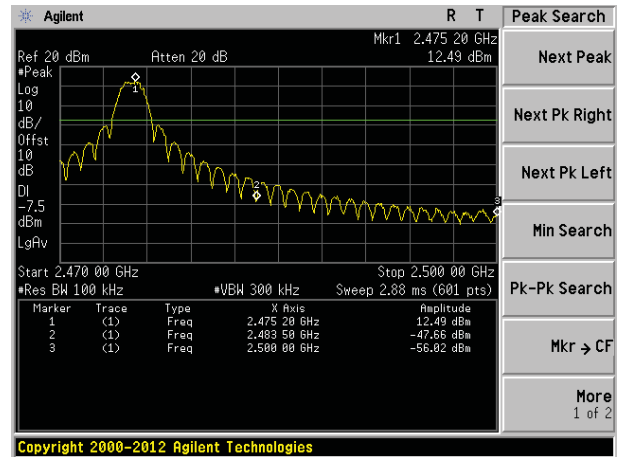 Agilent R T
Mkr1 2.475 20 GHz
Ref 20 dBm Atten 20 dB 12.49 dBm
#Peak
Log
10
dB/
Offst
10
dB
DI
-7.5
dBm
LgAv
1
2
3
Start 2.470 00 GHz Stop 2.500 00 GHz
#Res BW 100 kHz #VBW 300 kHz Sweep 2.88 ms (601 pts)
Marker Trace Type X Axis Amplitude
1 (1) Freq 2.475 20 GHz 12.49 dBm
2 (1) Freq 2.483 50 GHz -47.66 dBm
3 (1) Freq 2.500 00 GHz -56.02 dBm
Copyright 2000-2012 Agilent Technologies
Peak Search
Next Peak
Next Pk Right
Next Pk Left
Min Search
Pk-Pk Search
Mkr → CF
More
1 of 2